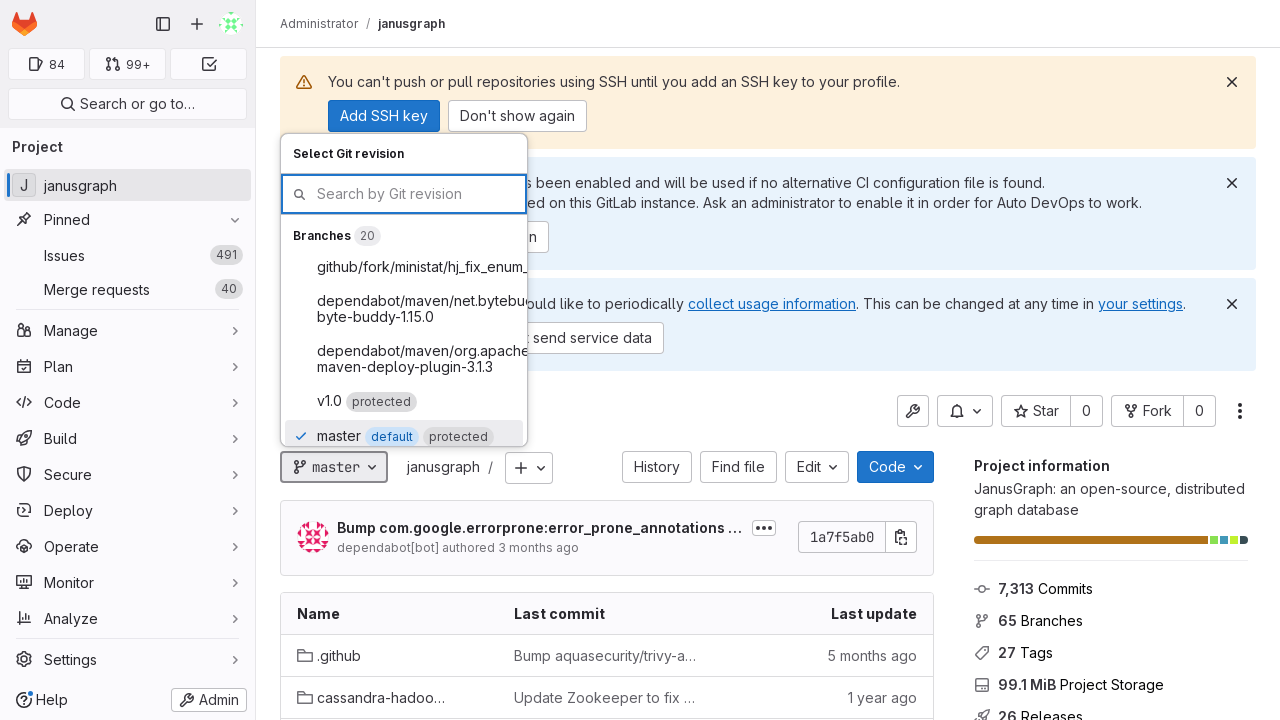 Administrator / janusgraph
84
99+
Search or go to…
Project
J janusgraph
Pinned
Issues 491
Merge requests 40
Manage
Plan
Code
Build
Secure
Deploy
Operate
Monitor
Analyze
Settings
Help
Admin
You can't push or pull repositories using SSH until you add an SSH key to your profile.
Add SSH key
Don't show again
been enabled and will be used if no alternative CI configuration file is found.
on this GitLab instance. Ask an administrator to enable it in order for Auto DevOps to work.
like to periodically collect usage information. This can be changed at any time in your settings.
send service data
Select Git revision
Search by Git revision
Branches 20
github/fork/ministat/hj_fix_enum_
dependabot/maven/net.bytebu
byte-buddy-1.15.0
dependabot/maven/org.apache
maven-deploy-plugin-3.1.3
v1.0 protected
master default protected
Star 0
Fork 0
master
janusgraph /
History
Find file
Edit
Code
Bump com.google.errorprone:error_prone_annotations …
dependabot[bot] authored 3 months ago
1a7f5ab0
Name Last commit Last update
.github Bump aquasecurity/trivy-a… 5 months ago
cassandra-hadoo… Update Zookeeper to fix … 1 year ago
Project information
JanusGraph: an open-source, distributed
graph database
7,313 Commits
65 Branches
27 Tags
99.1 MiB Project Storage
26 Releases